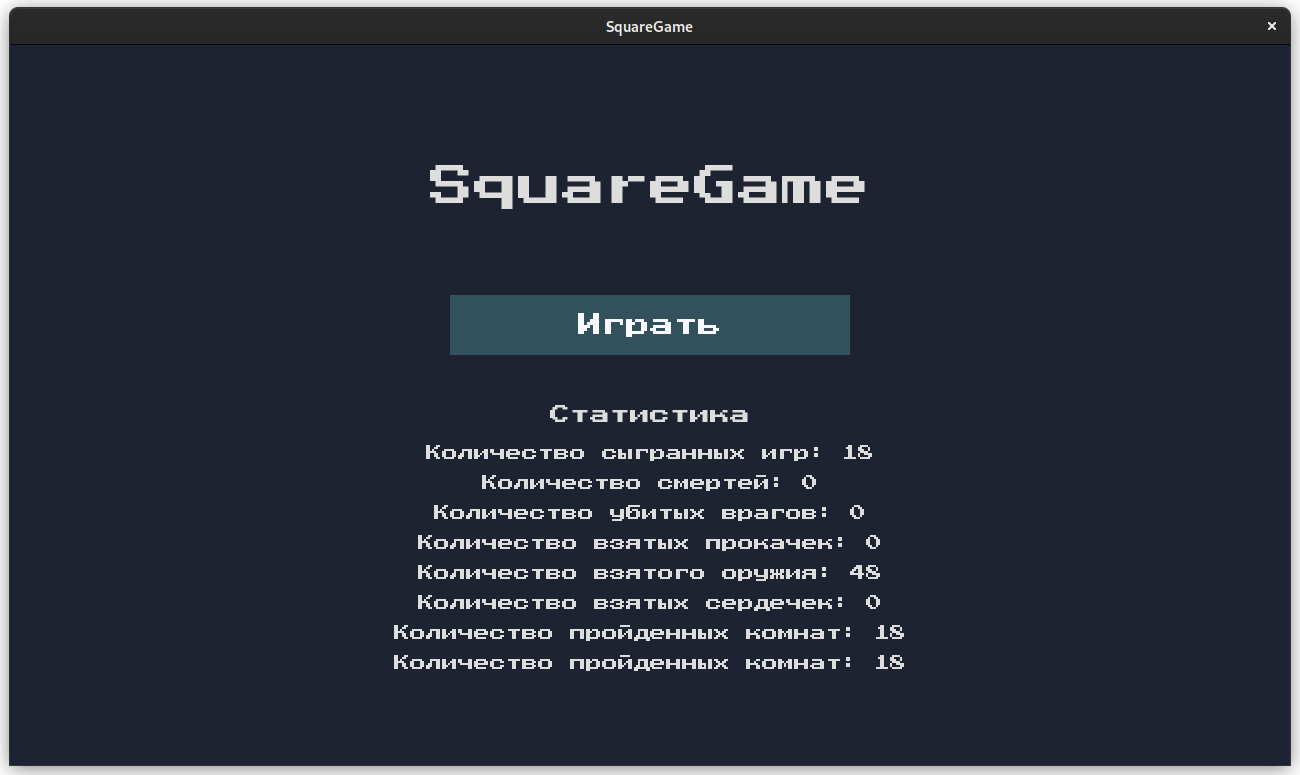 SquareGame
SquareGame
Играть
Статистика
Количество сыгранных игр: 18
Количество смертей: 0
Количество убитых врагов: 0
Количество взятых прокачек: 0
Количество взятого оружия: 48
Количество взятых сердечек: 0
Количество пройденных комнат: 18
Количество пройденных комнат: 18